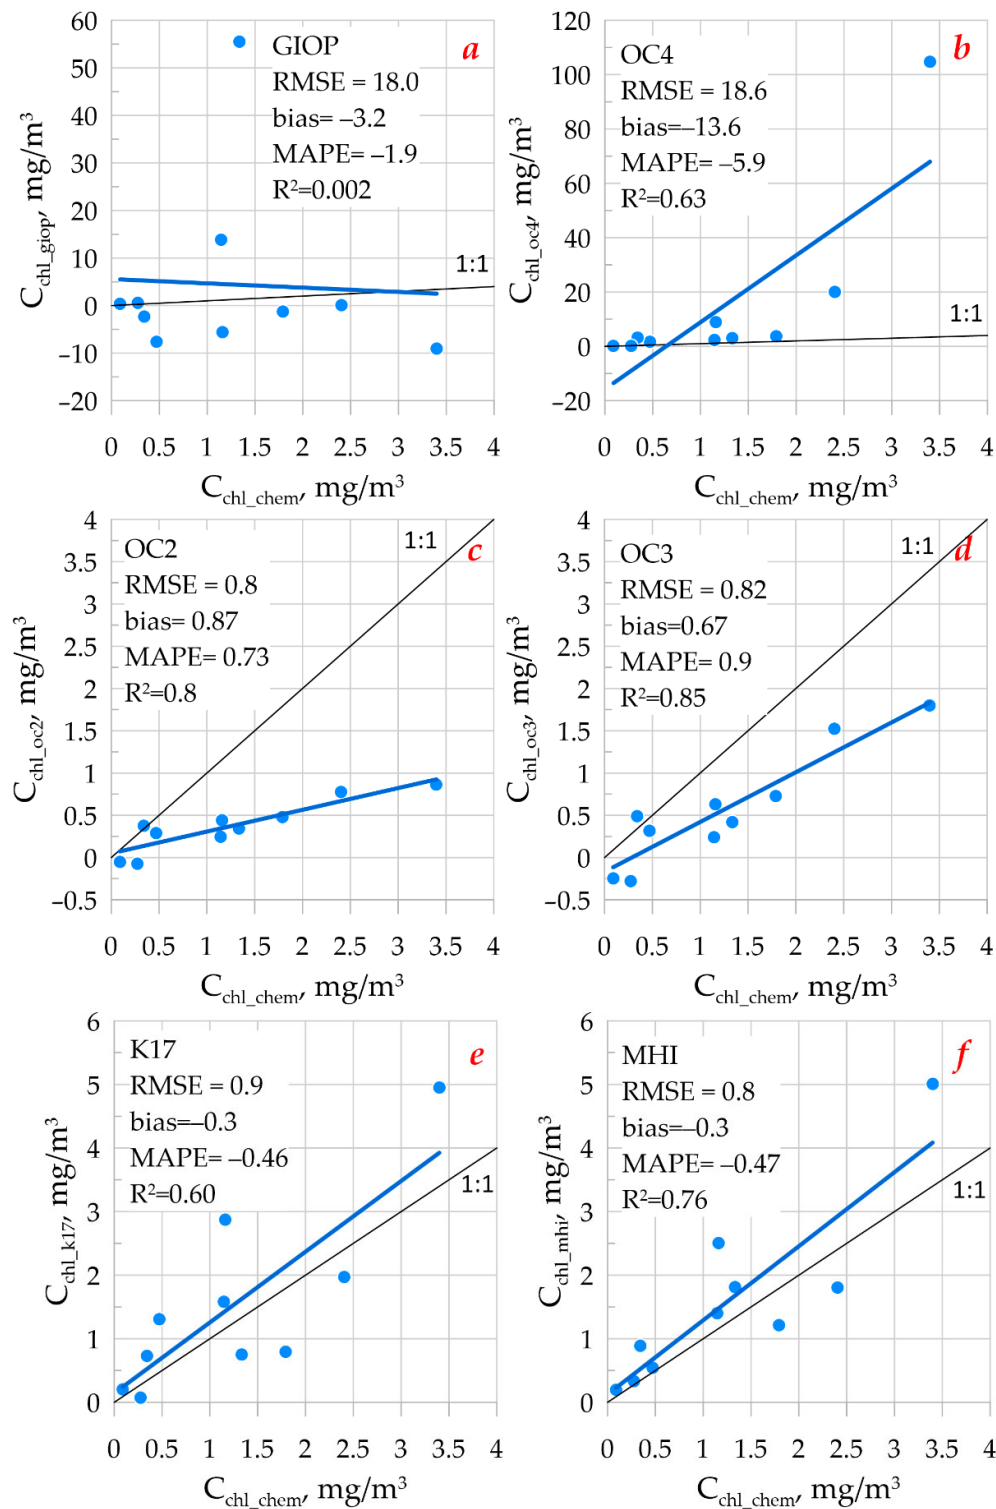 a
GIOP
RMSE = 18.0
bias= –3.2
MAPE= –1.9
R²=0.002
1:1
60
50
40
30
20
10
0
–10
–20
0 0.5 1 1.5 2 2.5 3 3.5 4
C chl_giop, mg/m³
C chl_chem, mg/m³
b
OC4
RMSE = 18.6
bias=–13.6
MAPE= –5.9
R²=0.63
1:1
120
100
80
60
40
20
0
–20
0 0.5 1 1.5 2 2.5 3 3.5 4
C chl_oc4, mg/m³
C chl_chem, mg/m³
c
OC2
RMSE = 0.8
bias= 0.87
MAPE= 0.73
R²=0.8
1:1
4
3.5
3
2.5
2
1.5
1
0.5
0
–0.5
0 0.5 1 1.5 2 2.5 3 3.5 4
C chl_oc2, mg/m³
C chl_chem, mg/m³
d
OC3
RMSE = 0.82
bias=0.67
MAPE= 0.9
R²=0.85
1:1
4
3.5
3
2.5
2
1.5
1
0.5
0
–0.5
0 0.5 1 1.5 2 2.5 3 3.5 4
C chl_oc3, mg/m³
C chl_chem, mg/m³
e
K17
RMSE = 0.9
bias=–0.3
MAPE= –0.46
R²=0.60
1:1
6
5
4
3
2
1
0
0 0.5 1 1.5 2 2.5 3 3.5 4
C chl_k17, mg/m³
C chl_chem, mg/m³
f
MHI
RMSE = 0.8
bias=–0.3
MAPE= –0.47
R²=0.76
1:1
6
5
4
3
2
1
0
0 0.5 1 1.5 2 2.5 3 3.5 4
C chl_mhi, mg/m³
C chl_chem, mg/m³